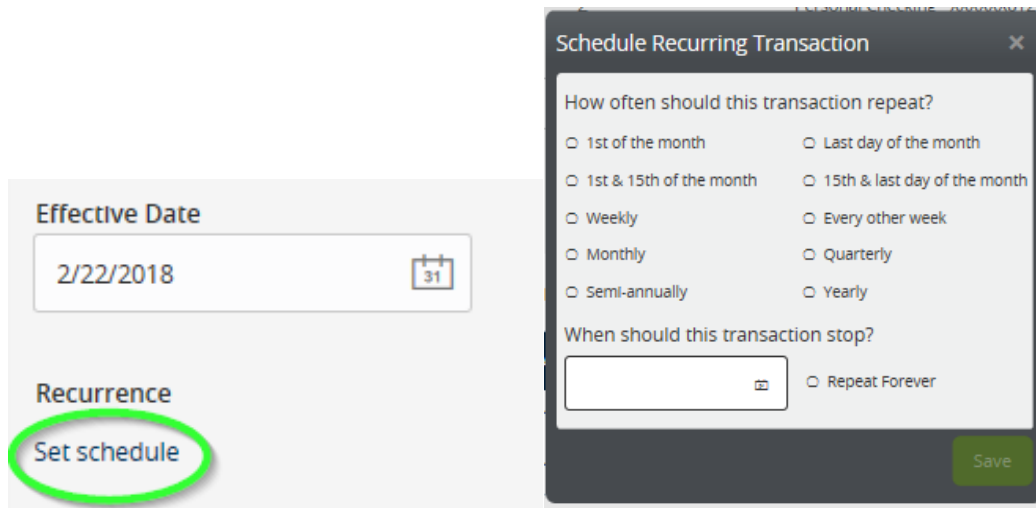 Effective Date
2/22/2018
31
Recurrence
Set schedule
Schedule Recurring Transaction
How often should this transaction repeat?
1st of the month
Last day of the month
1st & 15th of the month
15th & last day of the month
Weekly
Every other week
Monthly
Quarterly
Semi-annually
Yearly
When should this transaction stop?
Repeat Forever
Save